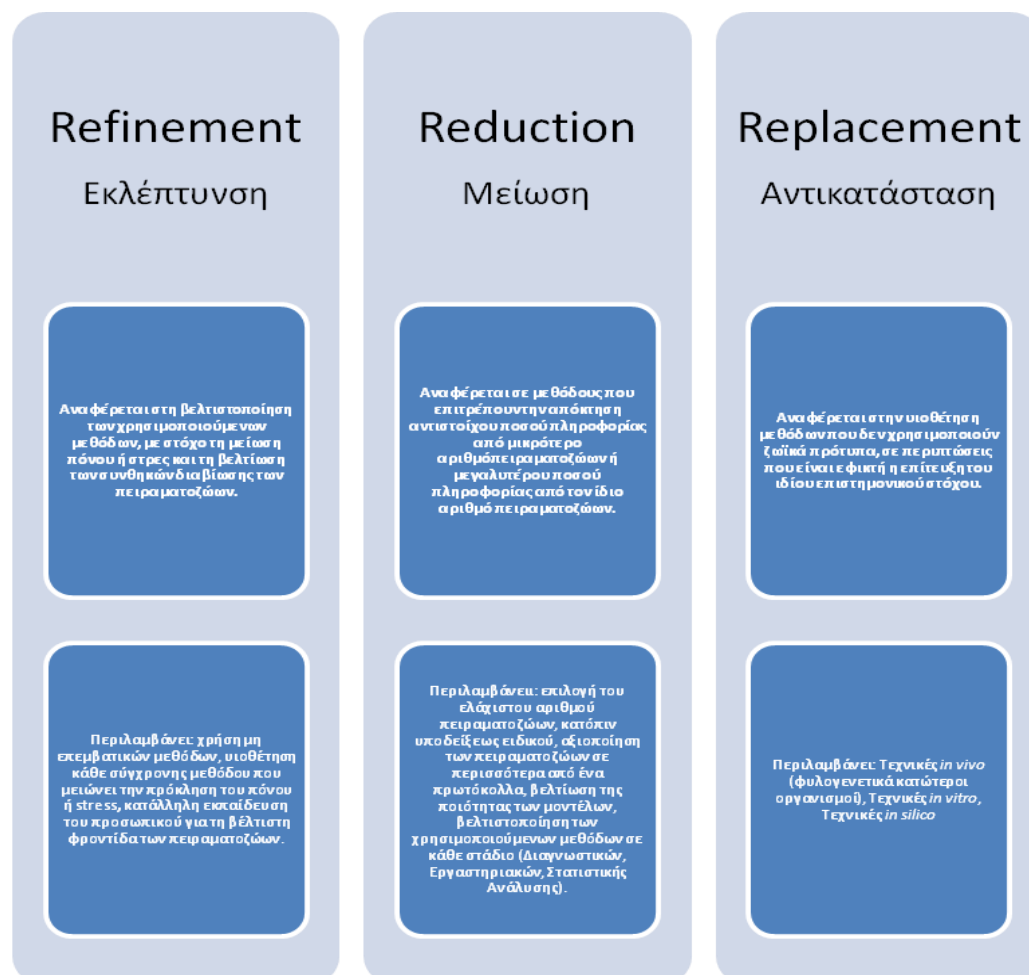 Refinement
Εκλέπτυνση
Αναφέρεται στη βελτιστοποίηση
των χρησιμοποιούμενων
μεθόδων, με στόχο τη μείωση
πόνου ή στρες και τη βελτίωση
των συνθηκών διαβίωσης των
πειραματοζώων.
Περιλαμβάνει: χρήση μη
επεμβατικών μεθόδων, υιοθέτηση
κάθε σύγχρονης μεθόδου που
μειώνει την πρόκληση του πόνου
ή stress, κατάλληλη εκπαίδευση
του προσωπικού για τη βέλτιστη
φροντίδα των πειραματοζώων.
Reduction
Μείωση
Αναφέρεται σε μεθόδους που
επιτρέπουν την απόκτηση
αντιστοίχου ποσού πληροφορίας
από μικρότερο
αριθμό πειραματοζώων ή
μεγαλυτέρου ποσού
πληροφορίας από τον ίδιο
αριθμό πειραματοζώων.
Περιλαμβάνει: επιλογή του
ελάχιστου αριθμού
πειραματοζώων, κατόπιν
υποδείξεως ειδικού, αξιοποίηση
των πειραματοζώων σε
περισσότερα από ένα
πρωτόκολλα, βελτίωση της
ποιότητας των μοντέλων,
βελτιστοποίηση των
χρησιμοποιούμενων μεθόδων σε
κάθε στάδιο (Διαγνωστικών,
Εργαστηριακών, Στατιστικής
Ανάλυσης).
Replacement
Αντικατάσταση
Αναφέρεται στην υιοθέτηση
μεθόδων που δεν χρησιμοποιούν
ζωϊκά πρότυπα, σε περιπτώσεις
που είναι εφικτή η επίτευξη του
ιδίου επιστημονικού στόχου.
Περιλαμβάνει: Τεχνικές in vivo
(φυλογενετικά κατώτεροι
οργανισμοί), Τεχνικές in vitro,
Τεχνικές in silico